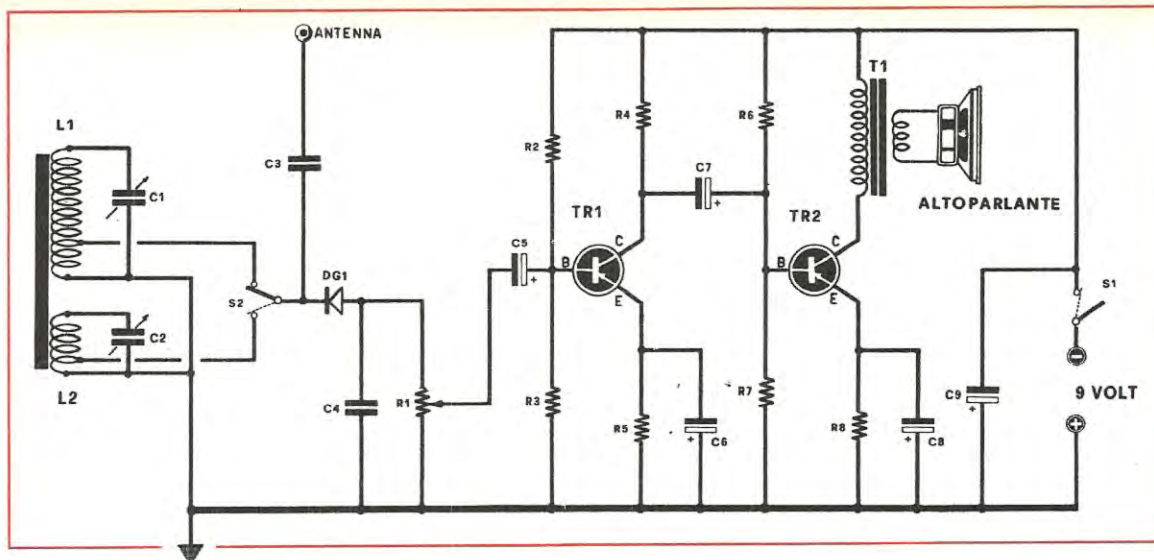 ANTENNA
L1
C1
C3
S2
DG1
C2
L2
C4
R1
C5
+
R2
R3
B
TR1
C
E
R4
R5
C6
+
C7
+
R6
R7
B
TR2
C
E
R8
C8
+
T1
ALTOPARLANTE
C9
+
S1
−
9 VOLT
+